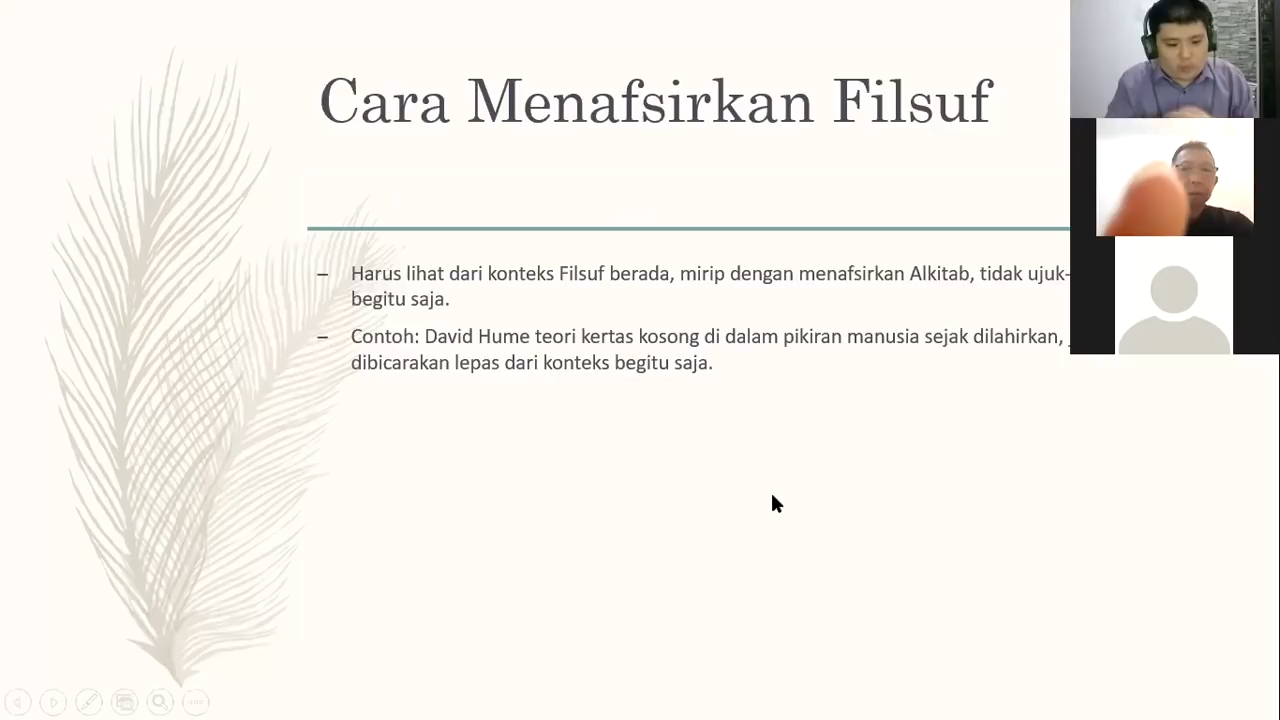 Cara Menafsirkan Filsuf
– Harus lihat dari konteks Filsuf berada, mirip dengan menafsirkan Alkitab, tidak ujuk-
begitu saja.
– Contoh: David Hume teori kertas kosong di dalam pikiran manusia sejak dilahirkan,
dibicarakan lepas dari konteks begitu saja.